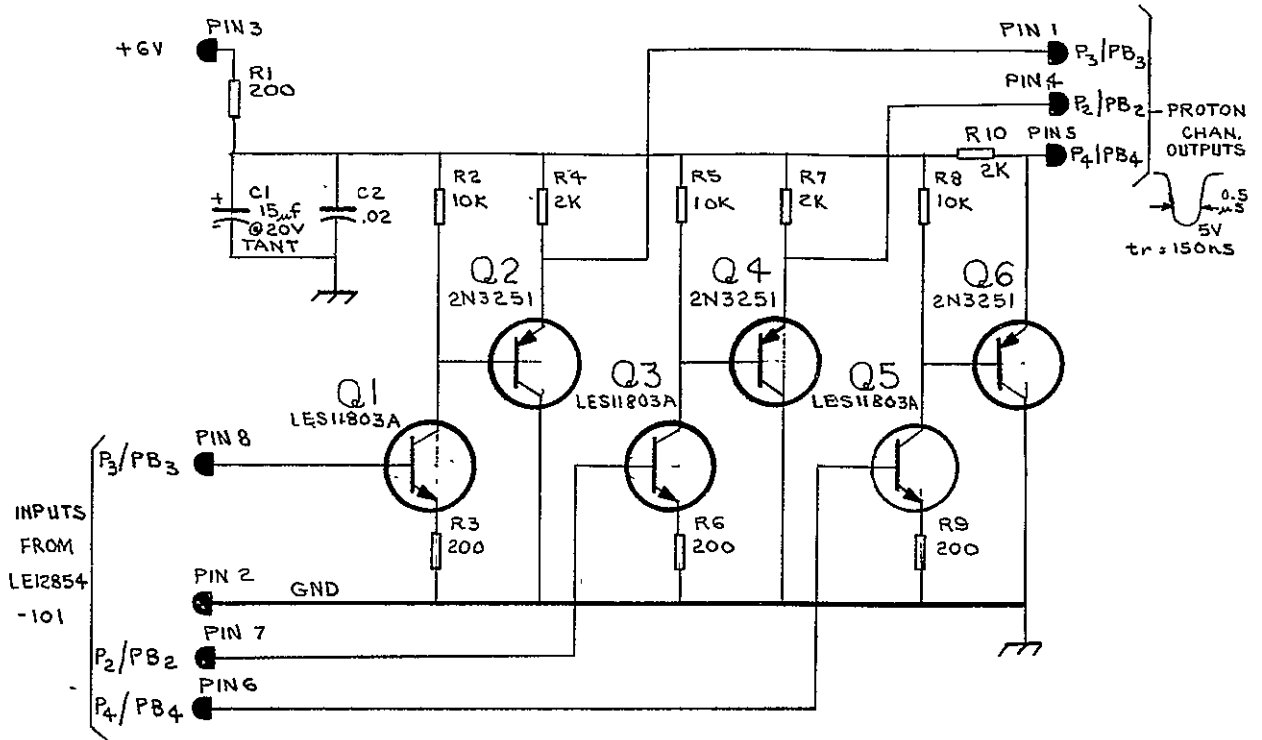 PIN 3
+6V
R1
200
PIN 1
P3/PB3
PIN 4
P2/PB2
PROTON
CHAN.
OUTPUTS
R10
2K
PIN 5
P4/PB4
0.5
μS
5V
tr = 150ns
+
C1
15μf
@20V
TANT
C2
.02
R2
10K
R4
2K
R5
10K
R7
2K
R8
10K
Q2
2N3251
Q4
2N3251
Q6
2N3251
Q1
LES11803A
Q3
LES11803A
Q5
LES11803A
PIN 8
P3/PB3
R3
200
R6
200
R9
200
INPUTS
FROM
LE12854
-101
PIN 2
GND
PIN 7
P2/PB2
PIN 6
P4/PB4